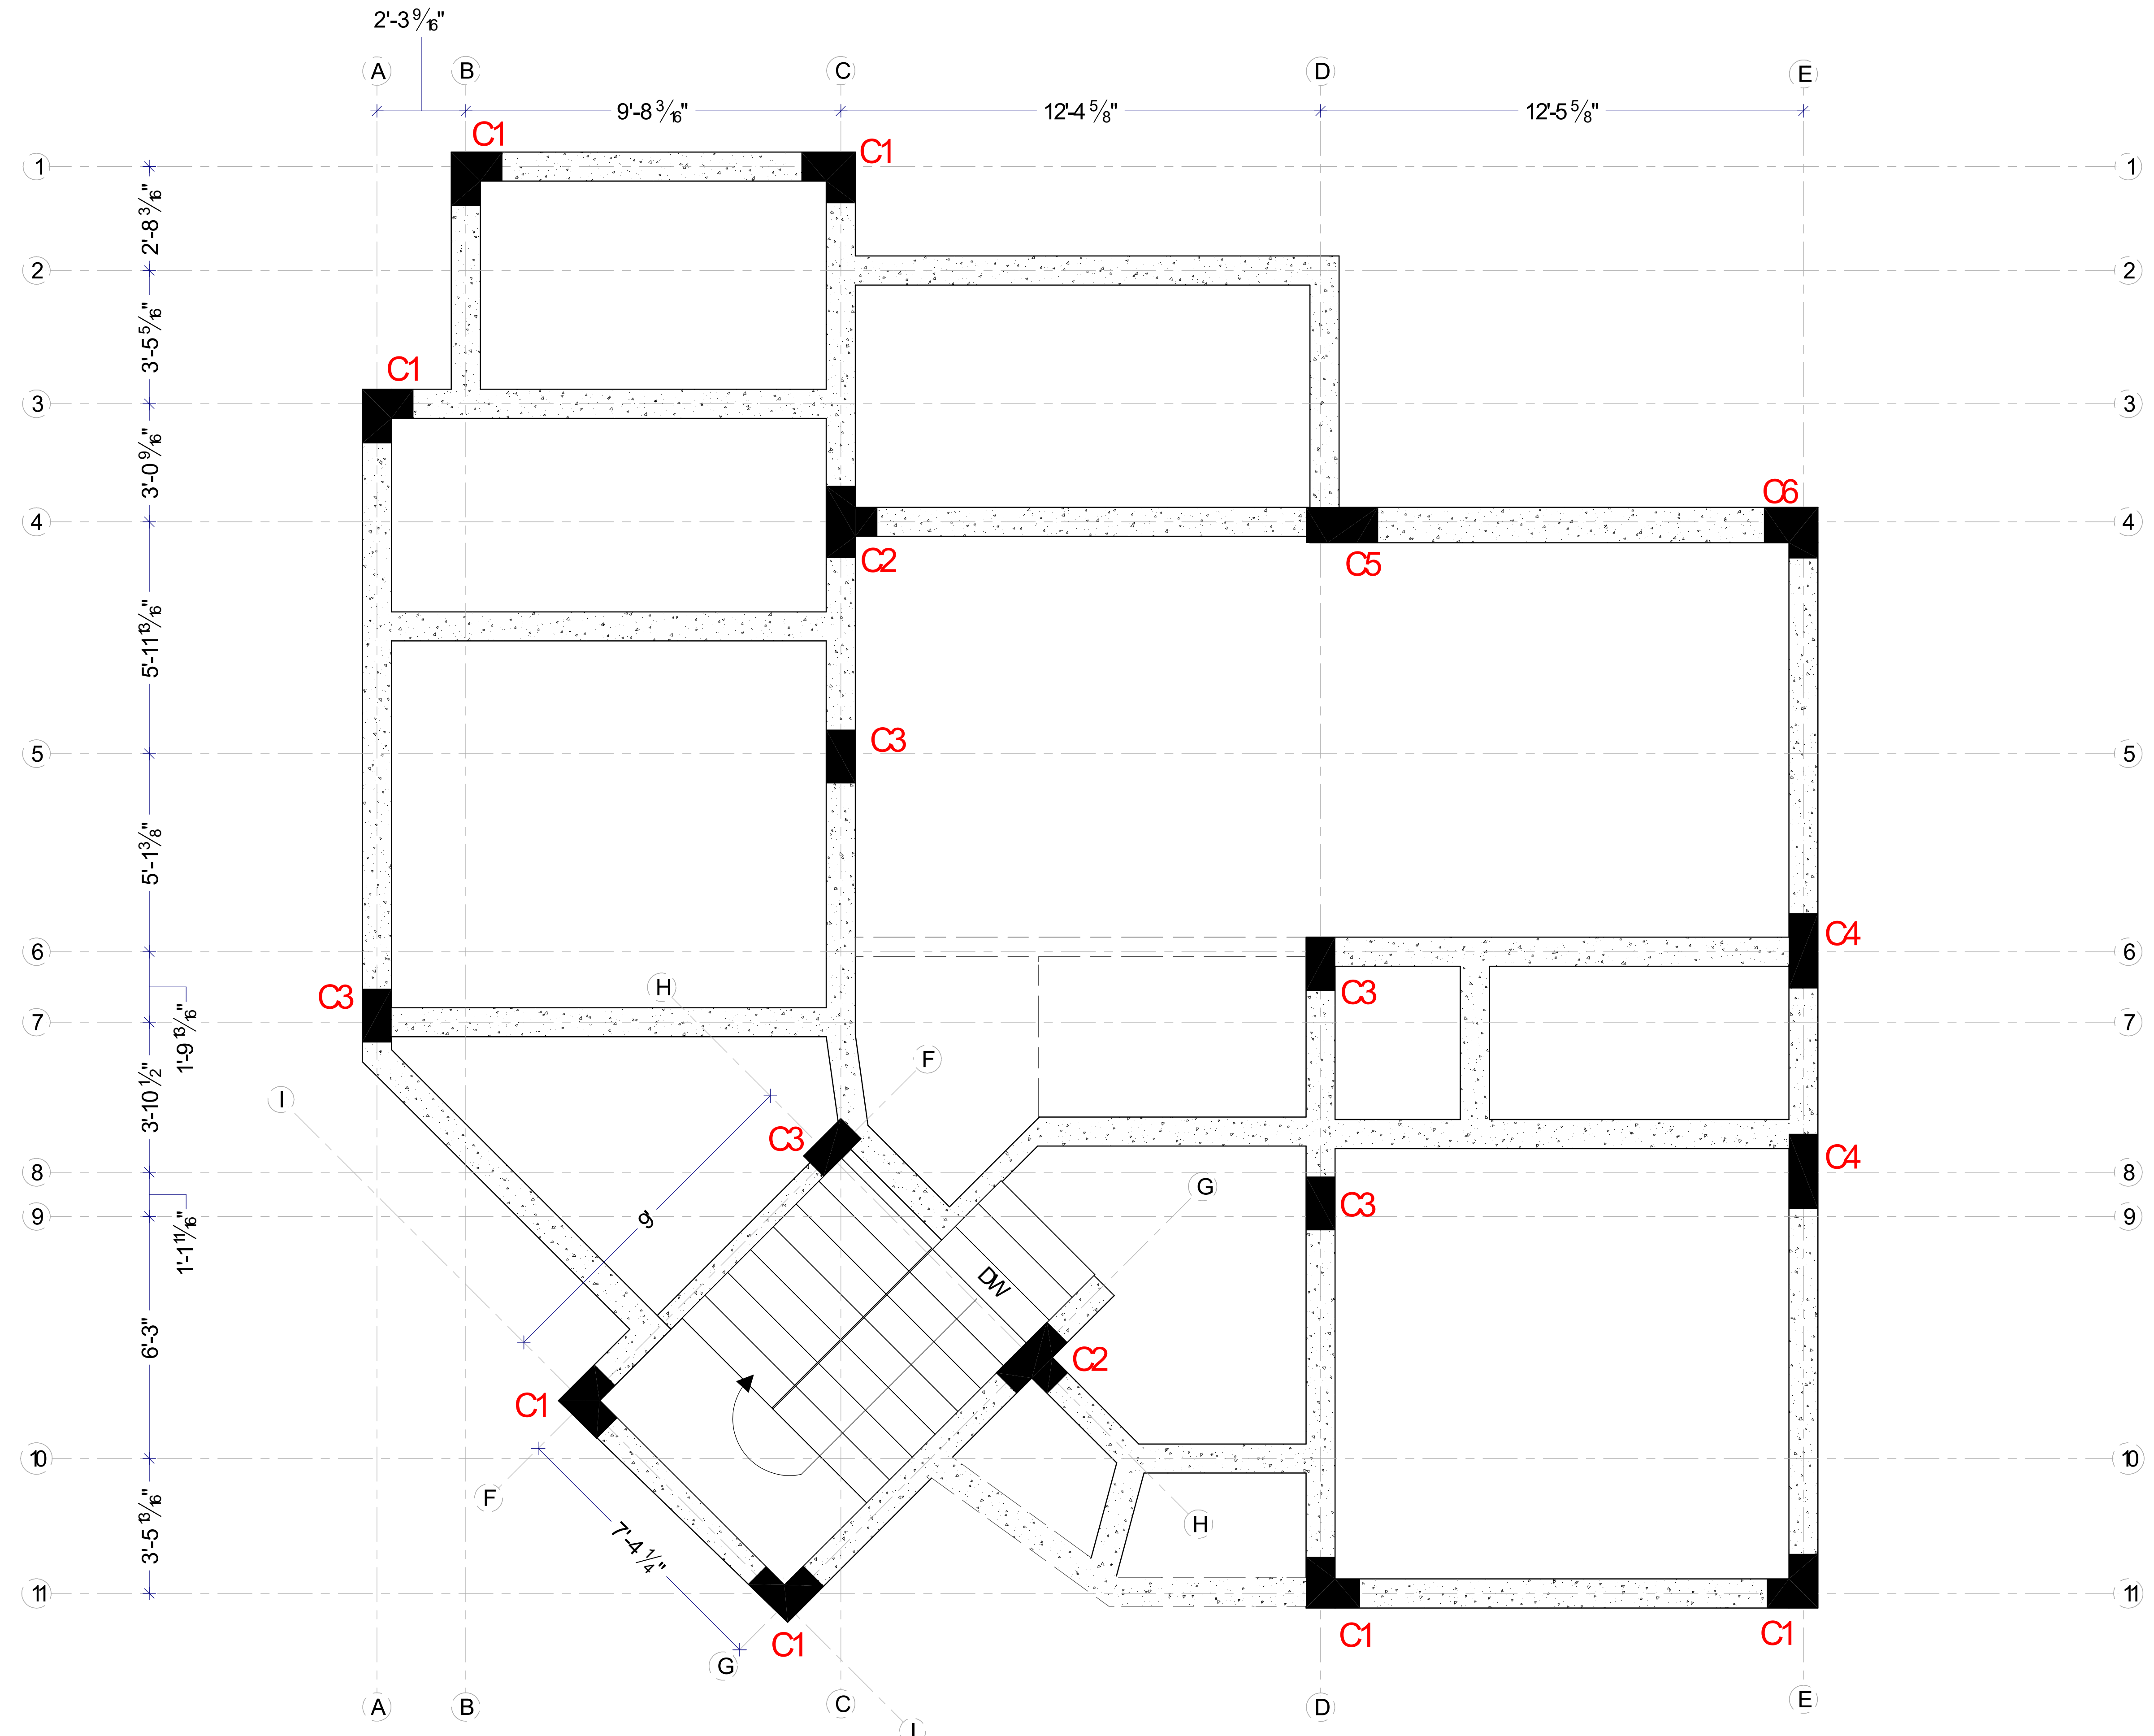 2'-3 9/16"
A B C D E
9'-8 3/16" 12'-4 5/8" 12'-5 5/8"
C1 C1
1 1
2'-8 3/16"
2 2
3'-5 5/16"
C1
3 3
3'-0 9/16"
C6
4 4
C2 C5
5'-11 13/16"
C3
5 5
5'-1 3/8"
C4
6 6
H C3 C3
7 7
1'-9 13/16"
F
3'-10 1/2"
I
C3 C4
8 8
G C3
9 9
1'-1 11/16"
9'
DW
6'-3"
C2
C1
10 10
F
H
3'-5 13/16"
7'-4 1/4"
11 11
C1 C1 C1
G
A B C D E
I